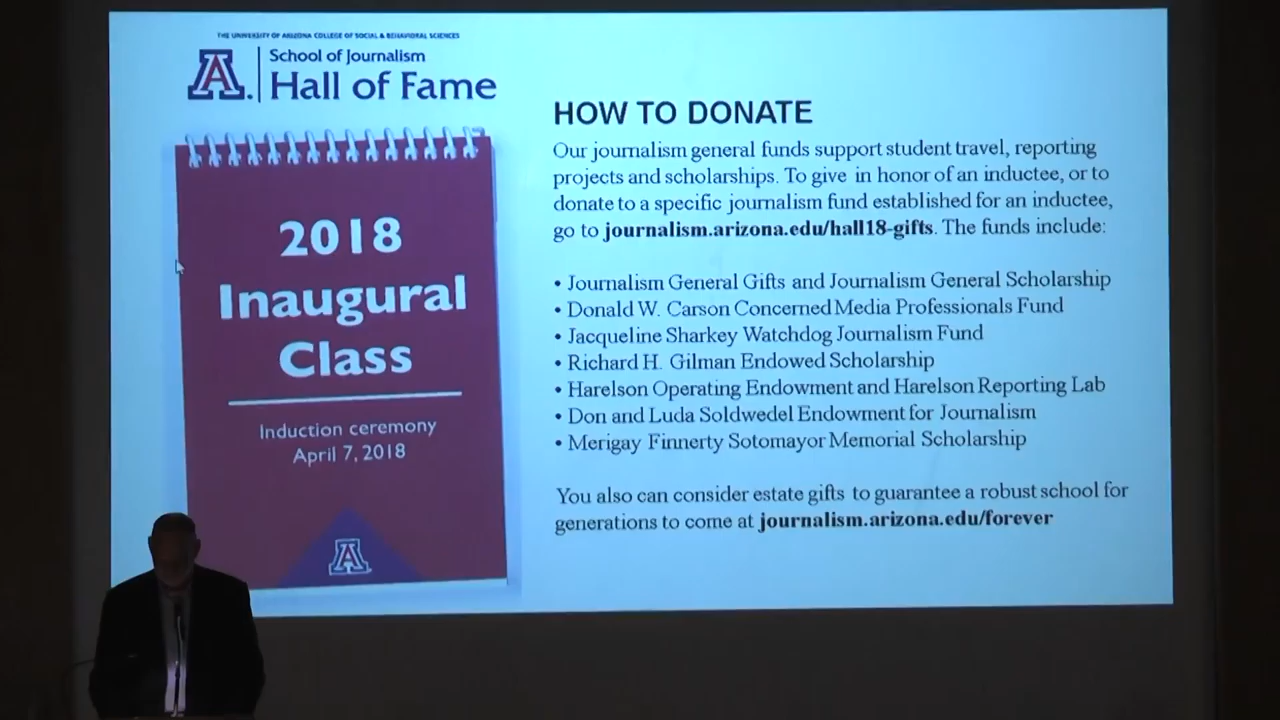 THE UNIVERSITY OF ARIZONA COLLEGE OF SOCIAL & BEHAVIORAL SCIENCES
A.
School of Journalism
Hall of Fame
2018
Inaugural
Class
Induction ceremony
April 7, 2018
A
HOW TO DONATE
Our journalism general funds support student travel, reporting
projects and scholarships. To give in honor of an inductee, or to
donate to a specific journalism fund established for an inductee,
go to journalism.arizona.edu/hall18-gifts. The funds include:
• Journalism General Gifts and Journalism General Scholarship
• Donald W. Carson Concerned Media Professionals Fund
• Jacqueline Sharkey Watchdog Journalism Fund
• Richard H. Gilman Endowed Scholarship
• Harelson Operating Endowment and Harelson Reporting Lab
• Don and Luda Soldwedel Endowment for Journalism
• Merigay Finnerty Sotomayor Memorial Scholarship
You also can consider estate gifts to guarantee a robust school for
generations to come at journalism.arizona.edu/forever